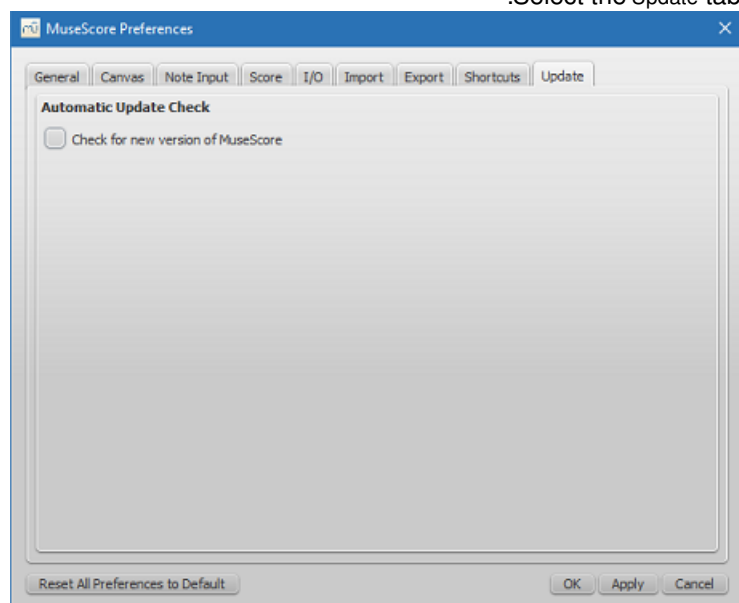 .Select the Update tab
MuseScore Preferences
General Canvas Note Input Score I/O Import Export Shortcuts Update
Automatic Update Check
Check for new version of MuseScore
Reset All Preferences to Default OK Apply Cancel